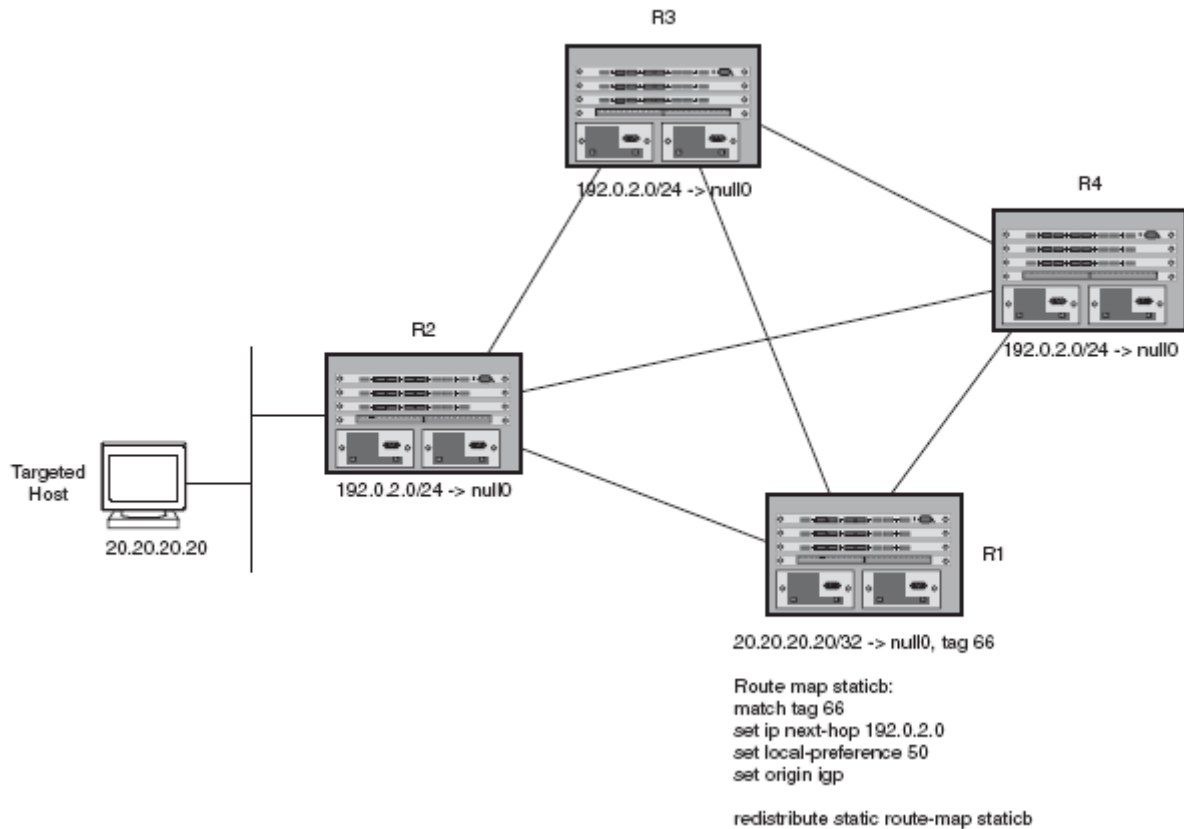 R3
192.0.2.0/24 -> null0
R4
192.0.2.0/24 -> null0
R2
192.0.2.0/24 -> null0
Targeted
Host
20.20.20.20
R1
20.20.20.20/32 -> null0, tag 66
Route map staticb:
match tag 66
set ip next-hop 192.0.2.0
set local-preference 50
set origin igp
redistribute static route-map staticb